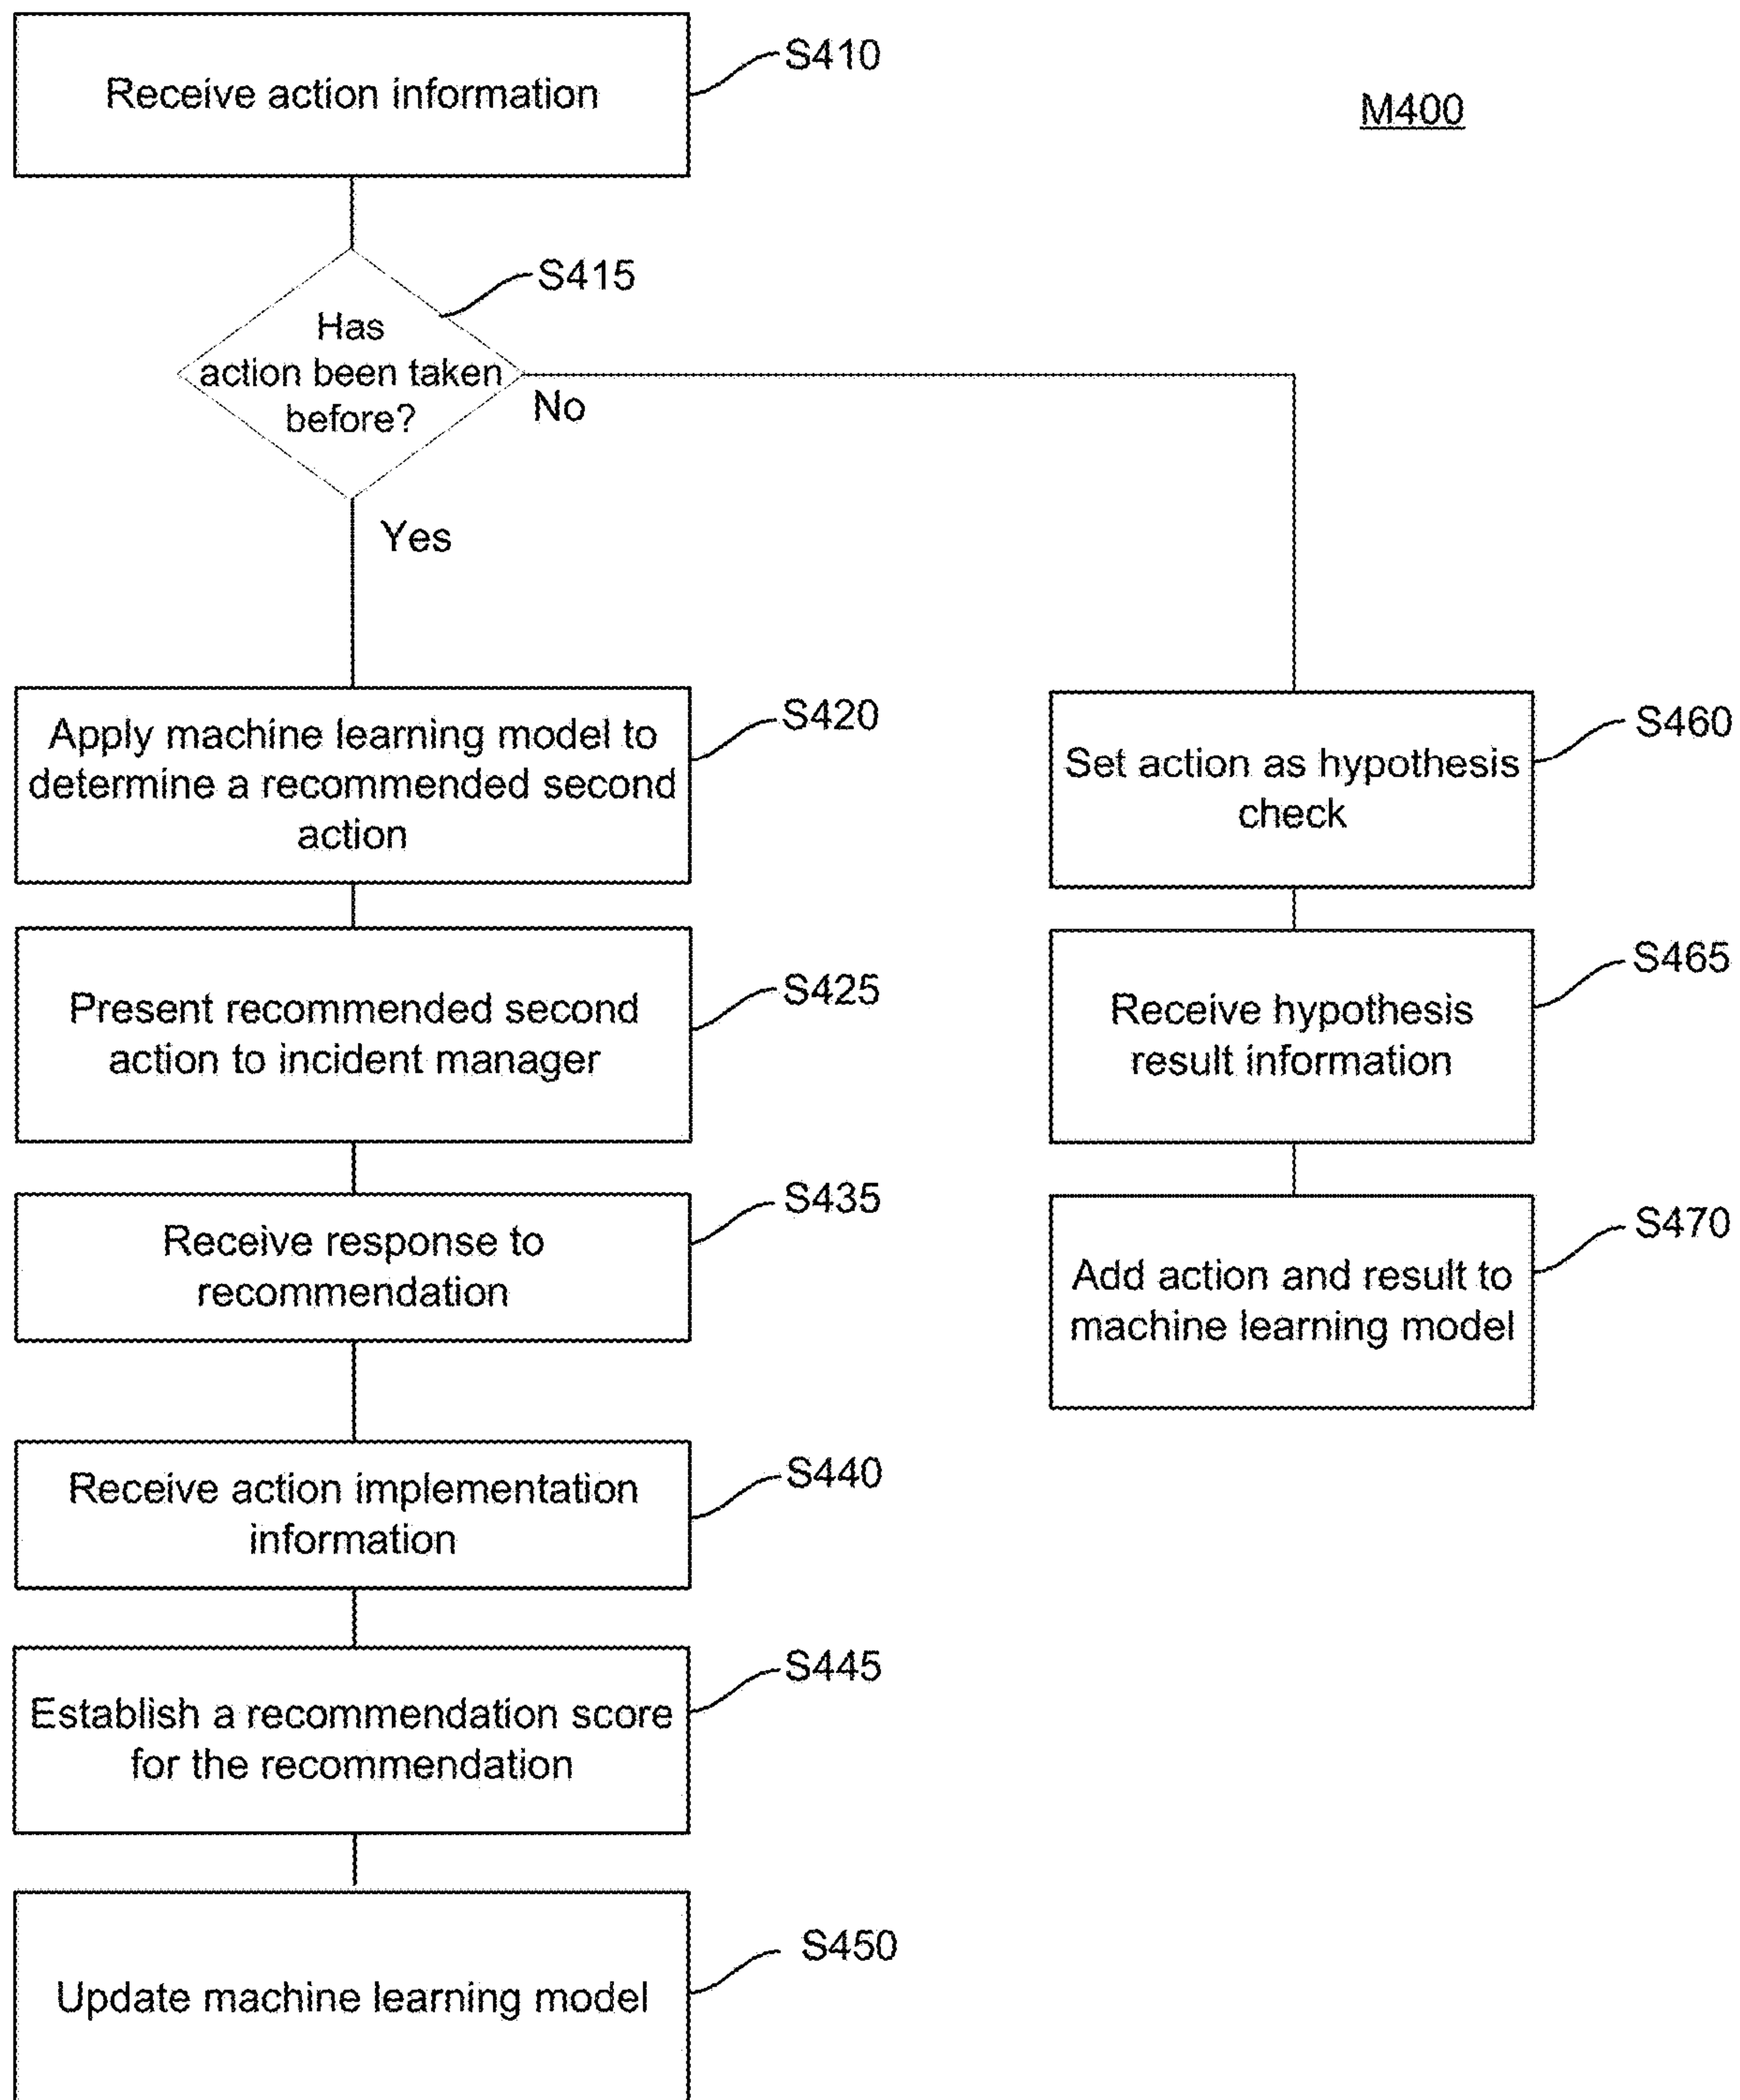 Receive action information
S410
M400
Has
action been taken
before?
S415
No
Yes
Apply machine learning model to
determine a recommended second
action
S420
Present recommended second
action to incident manager
S425
Receive response to
recommendation
S435
Receive action implementation
information
S440
Establish a recommendation score
for the recommendation
S445
Update machine learning model
S450
Set action as hypothesis
check
S460
Receive hypothesis
result information
S465
Add action and result to
machine learning model
S470